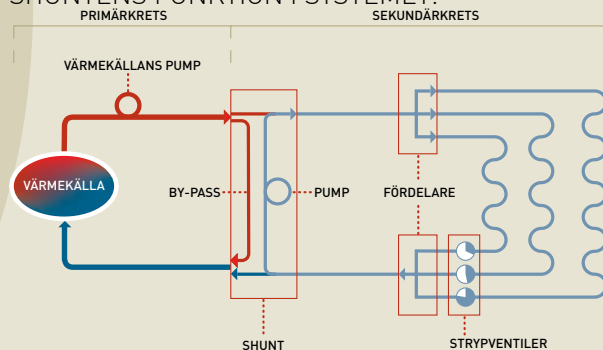 SHUNTENS FUNKTION I SYSTEMET:
PRIMÄRKRETS
SEKUNDÄRKRETS
VÄRMEKÄLLANS PUMP
VÄRMEKÄLLA
BY-PASS
PUMP
FÖRDELARE
SHUNT
STRYPVENTILER